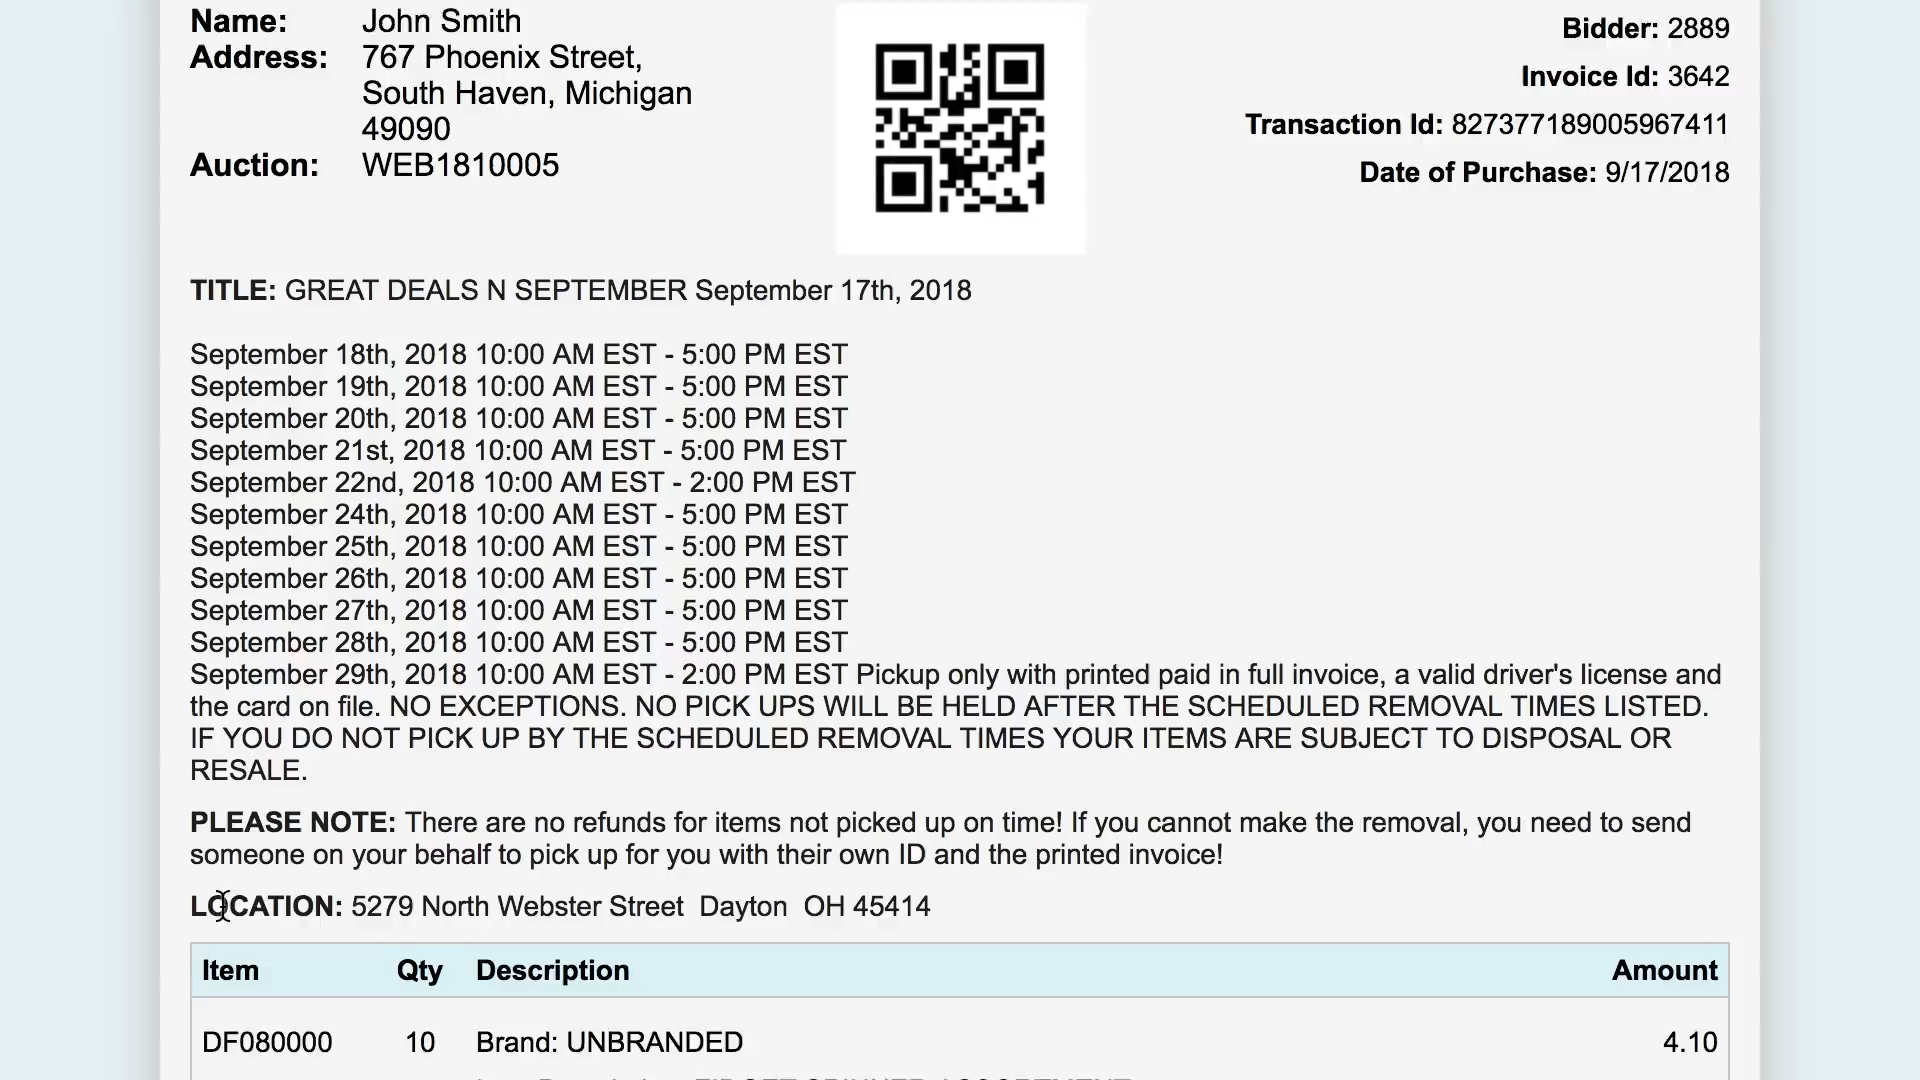 Name: John Smith
Address: 767 Phoenix Street,
South Haven, Michigan
49090
Auction: WEB1810005
Bidder: 2889
Invoice Id: 3642
Transaction Id: 827377189005967411
Date of Purchase: 9/17/2018
TITLE: GREAT DEALS N SEPTEMBER September 17th, 2018
September 18th, 2018 10:00 AM EST - 5:00 PM EST
September 19th, 2018 10:00 AM EST - 5:00 PM EST
September 20th, 2018 10:00 AM EST - 5:00 PM EST
September 21st, 2018 10:00 AM EST - 5:00 PM EST
September 22nd, 2018 10:00 AM EST - 2:00 PM EST
September 24th, 2018 10:00 AM EST - 5:00 PM EST
September 25th, 2018 10:00 AM EST - 5:00 PM EST
September 26th, 2018 10:00 AM EST - 5:00 PM EST
September 27th, 2018 10:00 AM EST - 5:00 PM EST
September 28th, 2018 10:00 AM EST - 5:00 PM EST
September 29th, 2018 10:00 AM EST - 2:00 PM EST Pickup only with printed paid in full invoice, a valid driver's license and
the card on file. NO EXCEPTIONS. NO PICK UPS WILL BE HELD AFTER THE SCHEDULED REMOVAL TIMES LISTED.
IF YOU DO NOT PICK UP BY THE SCHEDULED REMOVAL TIMES YOUR ITEMS ARE SUBJECT TO DISPOSAL OR
RESALE.
PLEASE NOTE: There are no refunds for items not picked up on time! If you cannot make the removal, you need to send
someone on your behalf to pick up for you with their own ID and the printed invoice!
LOCATION: 5279 North Webster Street Dayton OH 45414
Item Qty Description Amount
DF080000 10 Brand: UNBRANDED 4.10